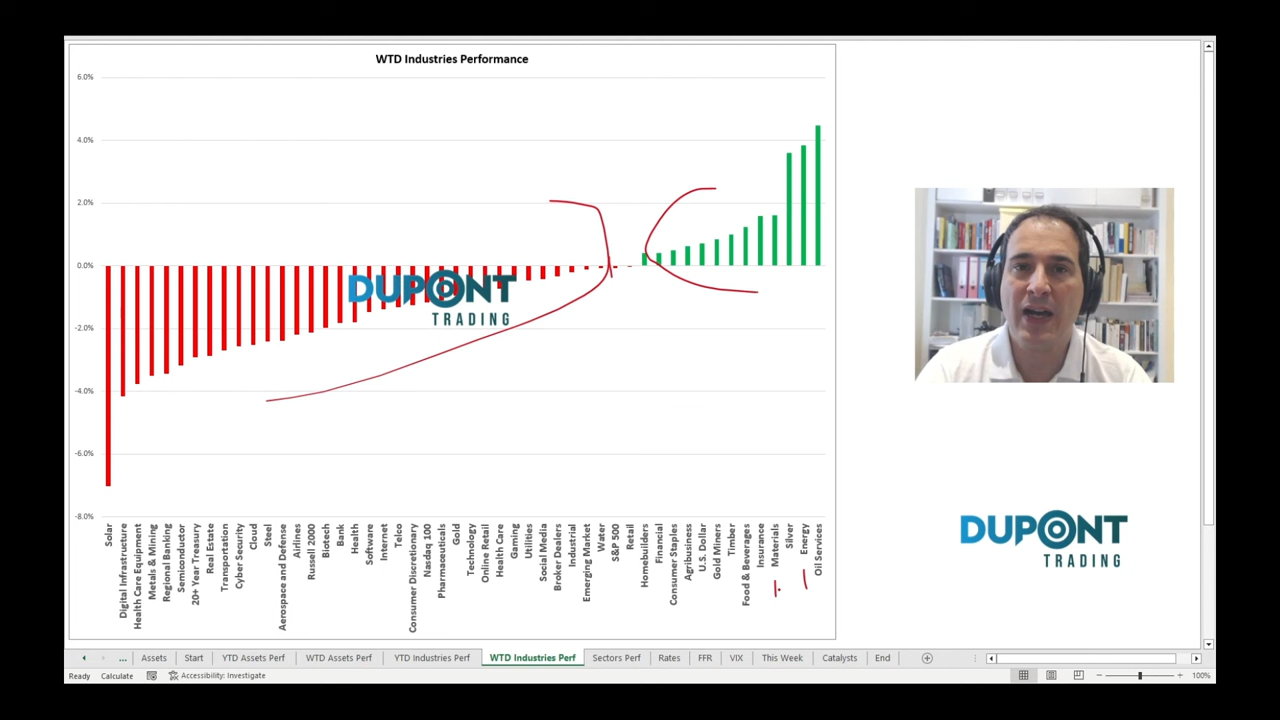 WTD Industries Performance
6.0%
4.0%
2.0%
0.0%
-2.0%
-4.0%
-6.0%
-8.0%
DUPONT
TRADING
Solar
Digital Infrastructure
Health Care Equipment
Metals & Mining
Regional Banking
Semiconductor
20+ Year Treasury
Real Estate
Transportation
Cyber Security
Cloud
Steel
Aerospace and Defense
Airlines
Russell 2000
Biotech
Bank
Health
Software
Internet
Telco
Consumer Discretionary
Nasdaq 100
Pharmaceuticals
Gold
Technology
Online Retail
Health Care
Gaming
Utilities
Social Media
Broker Dealers
Industrial
Emerging Market
Water
S&P 500
Retail
Homebuilders
Financial
Consumer Staples
Agribusiness
U.S. Dollar
Gold Miners
Timber
Food & Beverages
Insurance
Materials
Silver
Energy
Oil Services
DUPONT
TRADING
... Assets Start YTD Assets Perf WTD Assets Perf YTD Industries Perf WTD Industries Perf Sectors Perf Rates FFR VIX This Week Catalysts End
Ready Calculate Accessibility: Investigate 100%